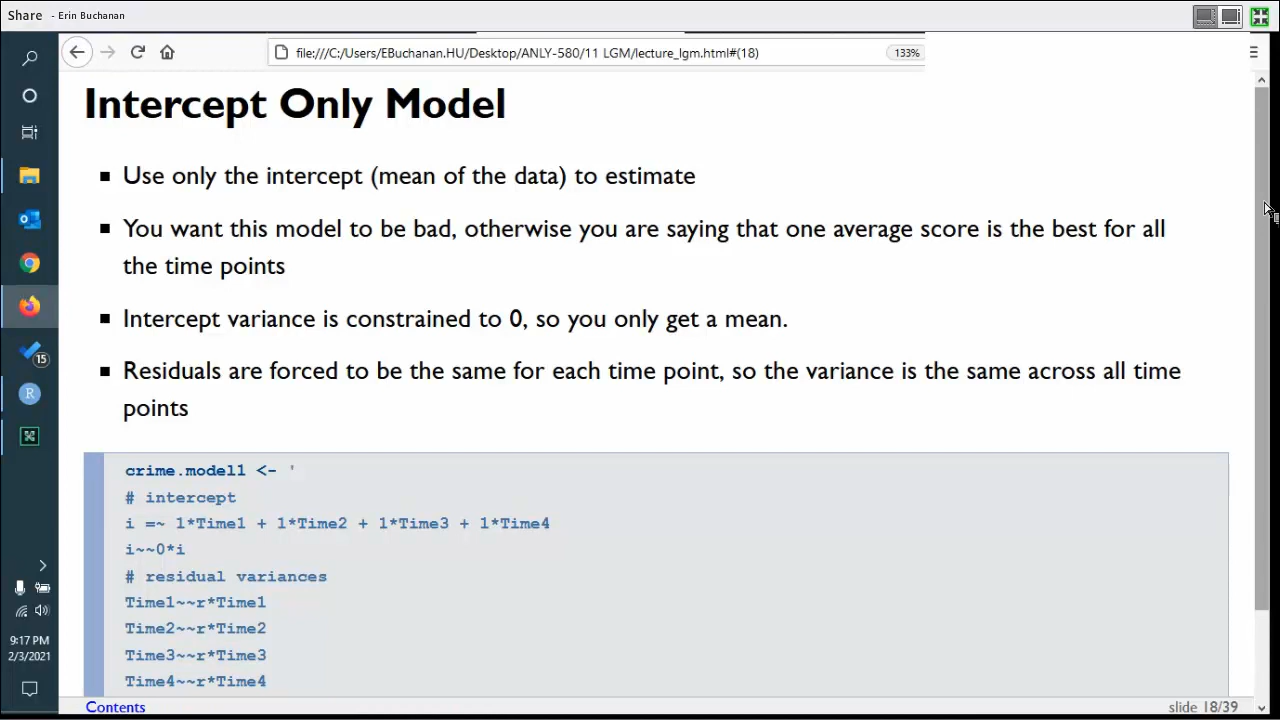 Share - Erin Buchanan
file:///C:/Users/EBuchanan.HU/Desktop/ANLY-580/11 LGM/lecture_lgm.html#(18)
133%
Intercept Only Model
Use only the intercept (mean of the data) to estimate
You want this model to be bad, otherwise you are saying that one average score is the best for all
the time points
Intercept variance is constrained to 0, so you only get a mean.
Residuals are forced to be the same for each time point, so the variance is the same across all time
points
crime.model1 <- '
# intercept
i =~ 1*Time1 + 1*Time2 + 1*Time3 + 1*Time4
i~~0*i
# residual variances
Time1~~r*Time1
Time2~~r*Time2
Time3~~r*Time3
Time4~~r*Time4
15
R
9:17 PM
2/3/2021
Contents
slide 18/39